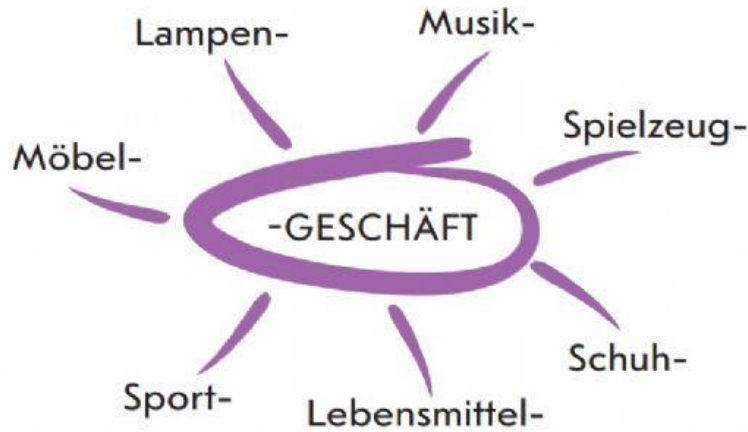 Lampen-
Musik-
Spielzeug-
Möbel-
-GESCHÄFT
Schuh-
Sport-
Lebensmittel-